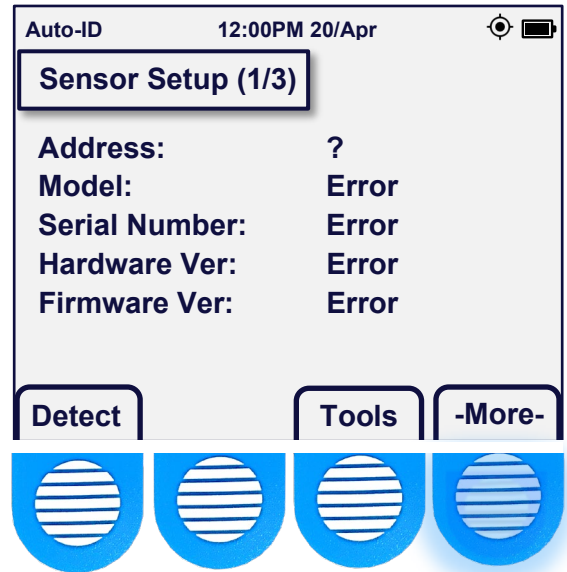 Auto-ID 12:00PM 20/Apr
Sensor Setup (1/3)
Address: ?
Model: Error
Serial Number: Error
Hardware Ver: Error
Firmware Ver: Error
Detect Tools -More-